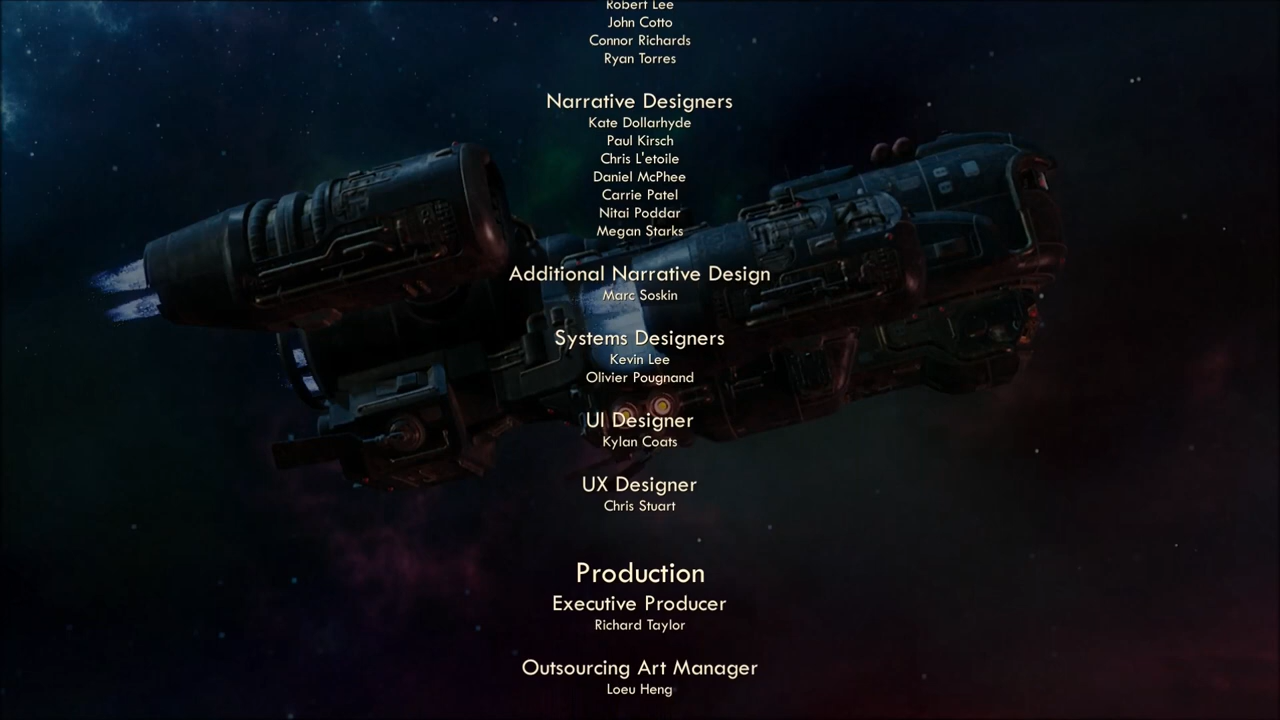 Robert Lee
John Cotto
Connor Richards
Ryan Torres
Narrative Designers
Kate Dollarhyde
Paul Kirsch
Chris L'etoile
Daniel McPhee
Carrie Patel
Nitai Poddar
Megan Starks
Additional Narrative Design
Marc Soskin
Systems Designers
Kevin Lee
Olivier Pougnand
UI Designer
Kylan Coats
UX Designer
Chris Stuart
Production
Executive Producer
Richard Taylor
Outsourcing Art Manager
Loeu Heng